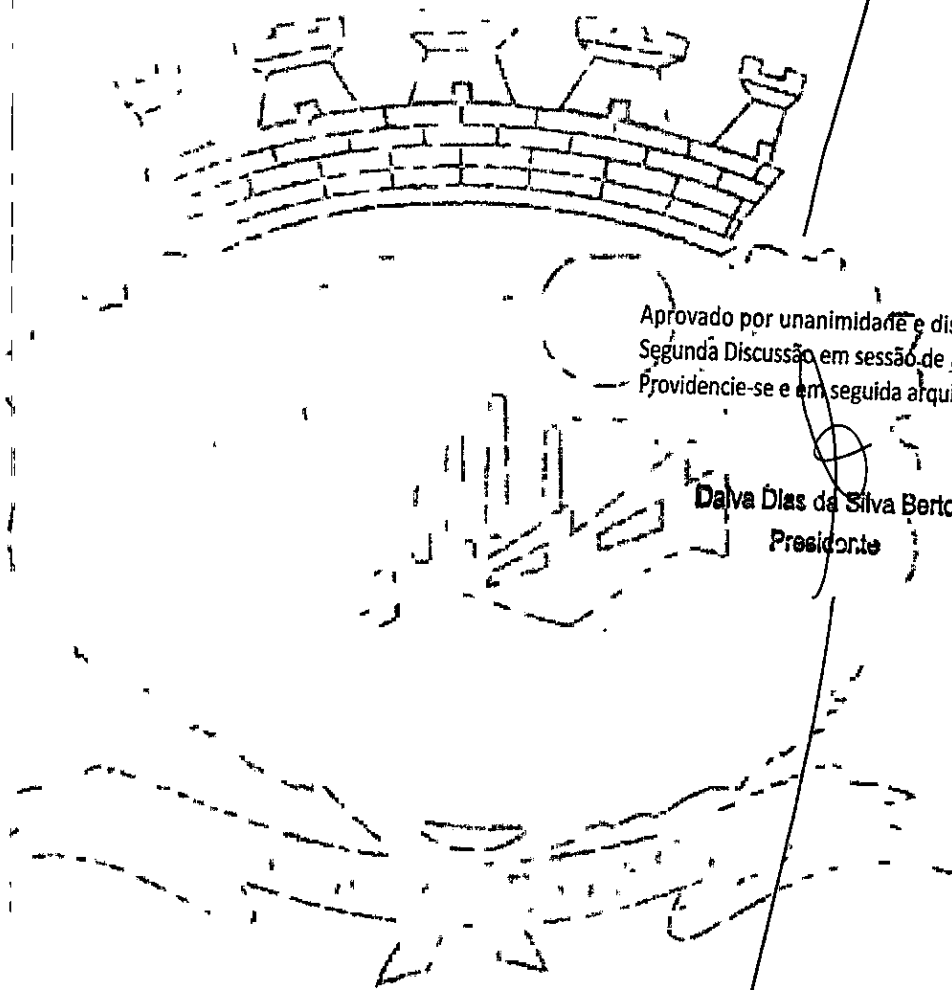 Aprovado por unanimidade e dis
Segunda Discussão em sessão de
Providencie-se e em seguida arqui
Dalva Dias da Silva Berto
Presidente